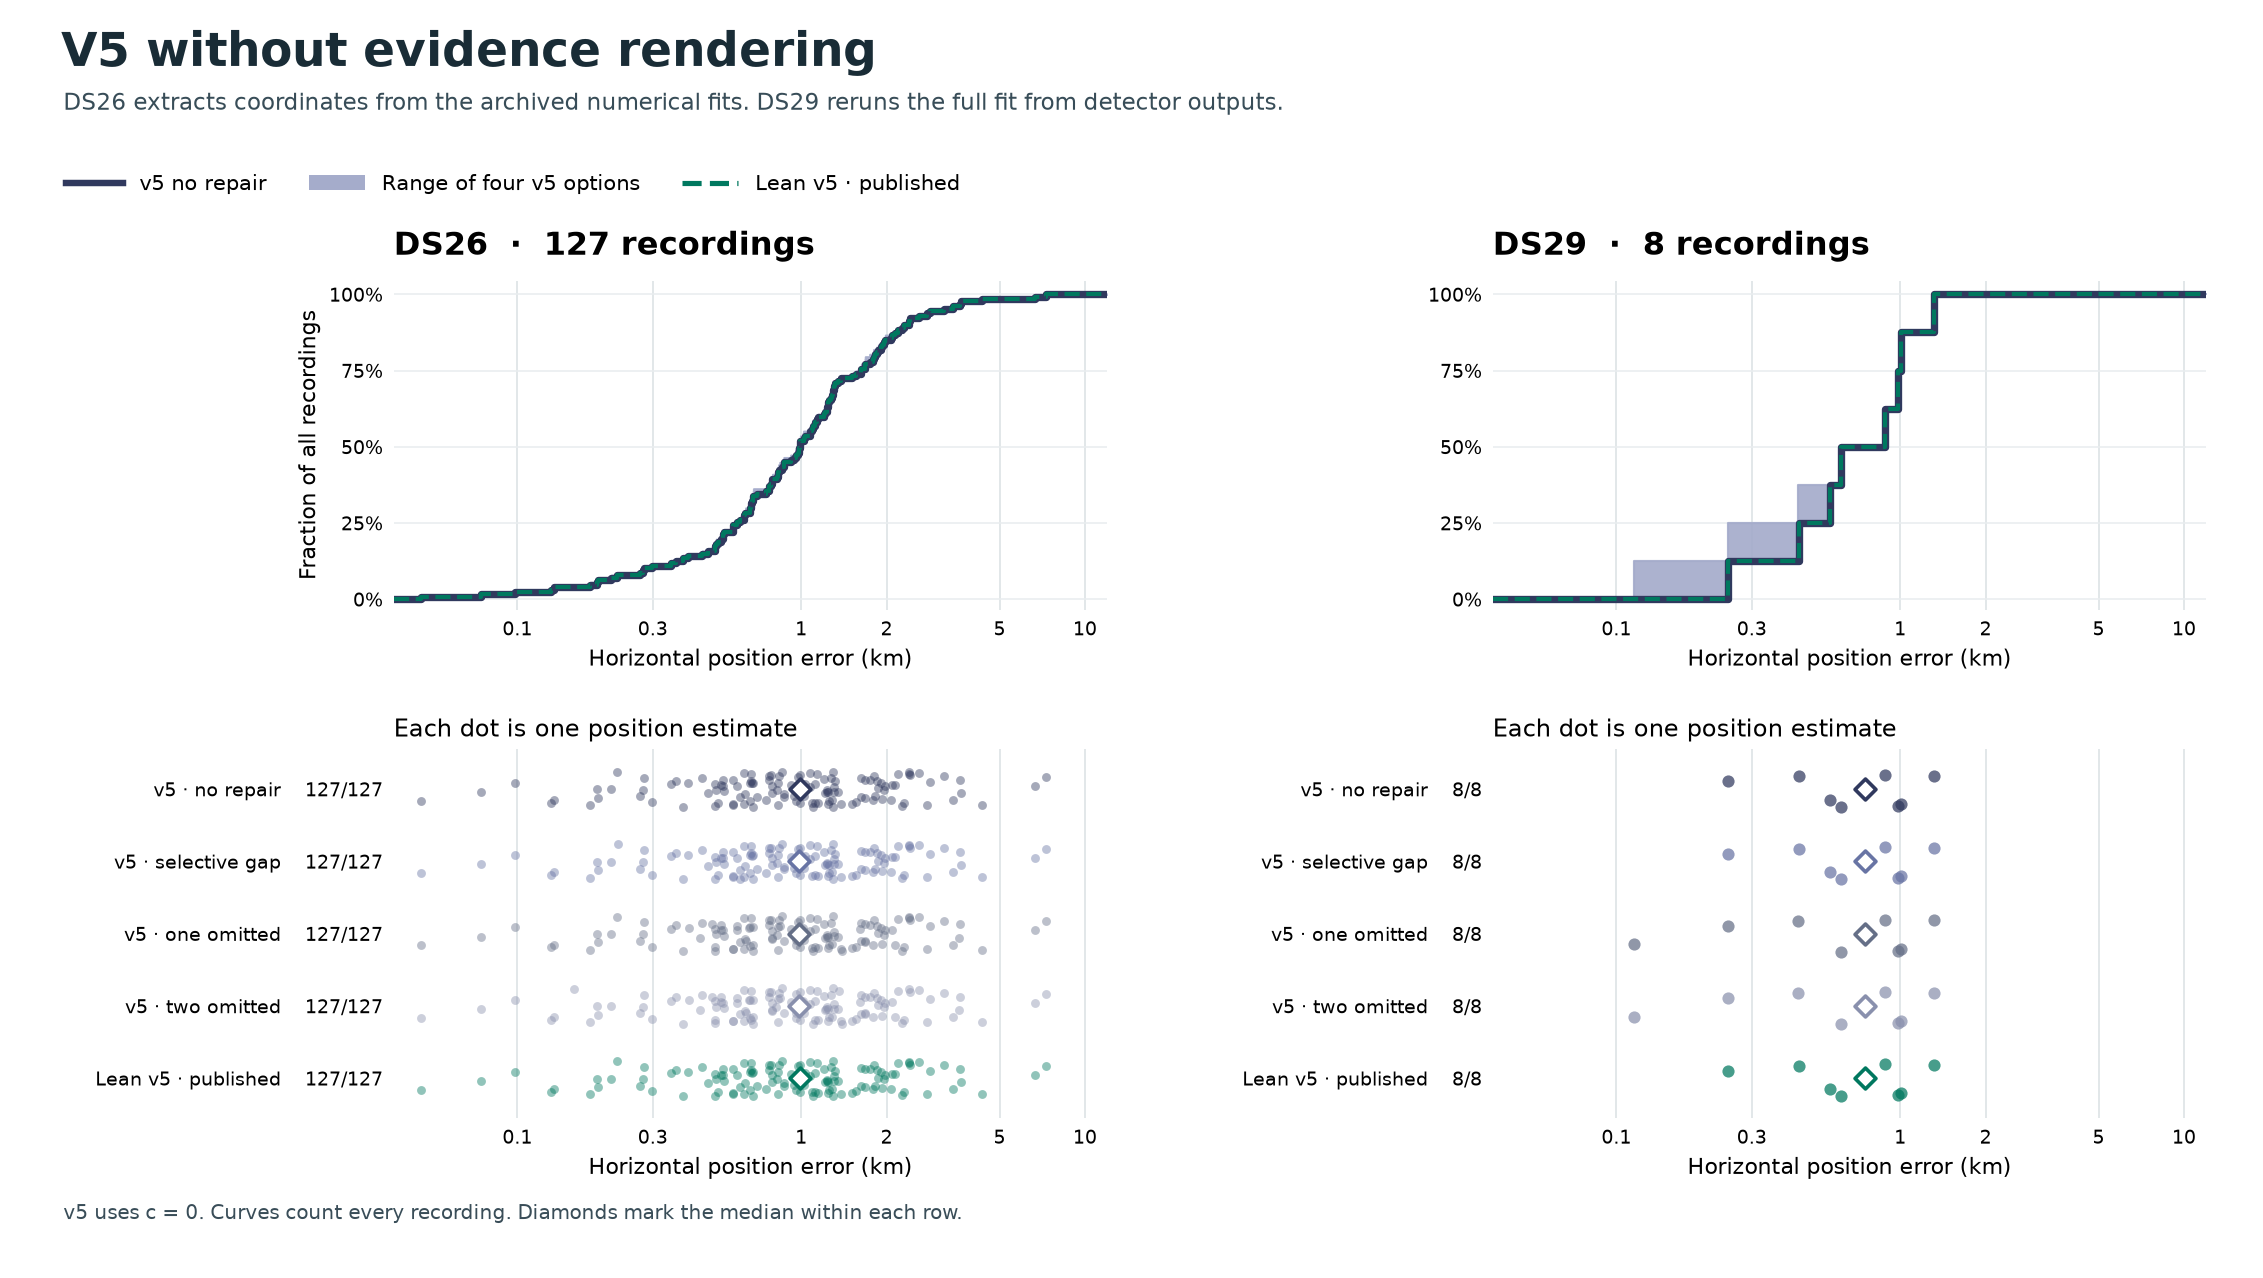 V5 without evidence rendering
DS26 extracts coordinates from the archived numerical fits. DS29 reruns the full fit from detector outputs.
v5 no repair
Range of four v5 options
Lean v5 · published
DS26 · 127 recordings
Fraction of all recordings
100%
75%
50%
25%
0%
0.1
0.3
1
2
5
10
Horizontal position error (km)
DS29 · 8 recordings
100%
75%
50%
25%
0%
0.1
0.3
1
2
5
10
Horizontal position error (km)
Each dot is one position estimate
v5 · no repair 127/127
v5 · selective gap 127/127
v5 · one omitted 127/127
v5 · two omitted 127/127
Lean v5 · published 127/127
0.1
0.3
1
2
5
10
Horizontal position error (km)
Each dot is one position estimate
v5 · no repair 8/8
v5 · selective gap 8/8
v5 · one omitted 8/8
v5 · two omitted 8/8
Lean v5 · published 8/8
0.1
0.3
1
2
5
10
Horizontal position error (km)
v5 uses c = 0. Curves count every recording. Diamonds mark the median within each row.